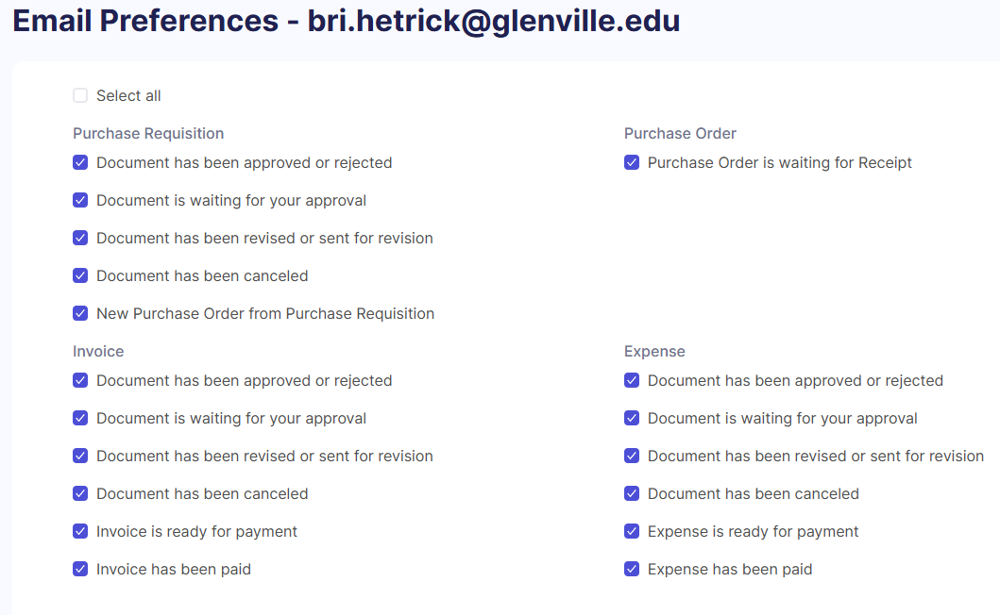 Email Preferences - bri.hetrick@glenville.edu
Select all
Purchase Requisition
Document has been approved or rejected
Document is waiting for your approval
Document has been revised or sent for revision
Document has been canceled
New Purchase Order from Purchase Requisition
Purchase Order
Purchase Order is waiting for Receipt
Invoice
Document has been approved or rejected
Document is waiting for your approval
Document has been revised or sent for revision
Document has been canceled
Invoice is ready for payment
Invoice has been paid
Expense
Document has been approved or rejected
Document is waiting for your approval
Document has been revised or sent for revision
Document has been canceled
Expense is ready for payment
Expense has been paid